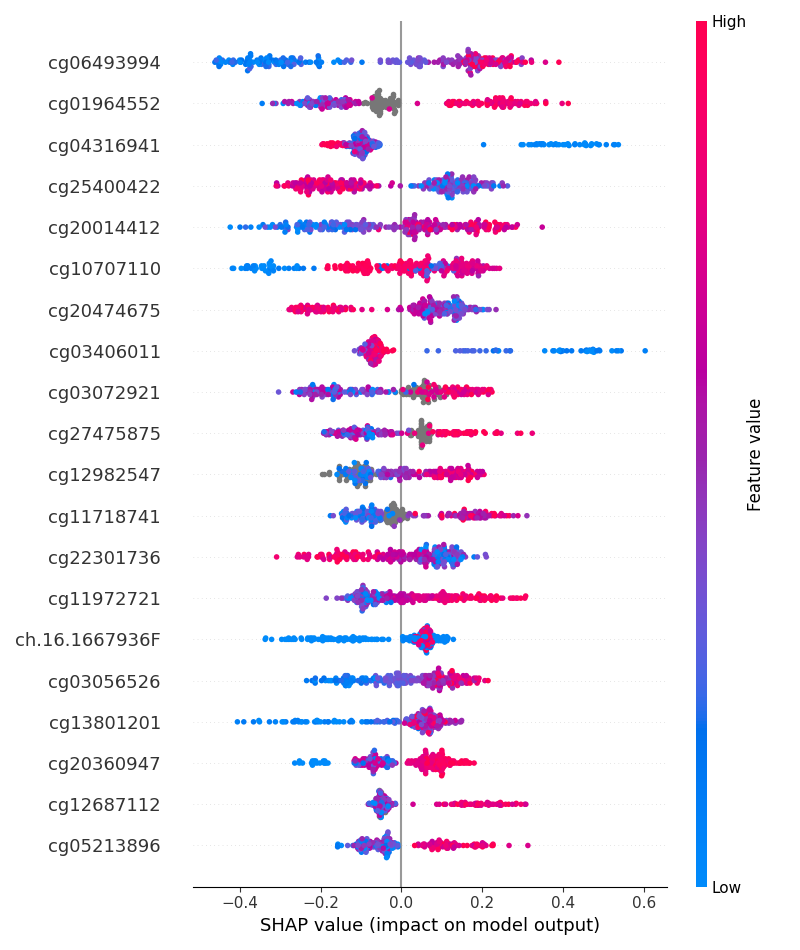 High
cg06493994
cg01964552
cg04316941
cg25400422
cg20014412
cg10707110
cg20474675
cg03406011
cg03072921
cg27475875
cg12982547
cg11718741
cg22301736
cg11972721
ch.16.1667936F
cg03056526
cg13801201
cg20360947
cg12687112
cg05213896
Feature value
Low
−0.4 −0.2 0.0 0.2 0.4 0.6
SHAP value (impact on model output)